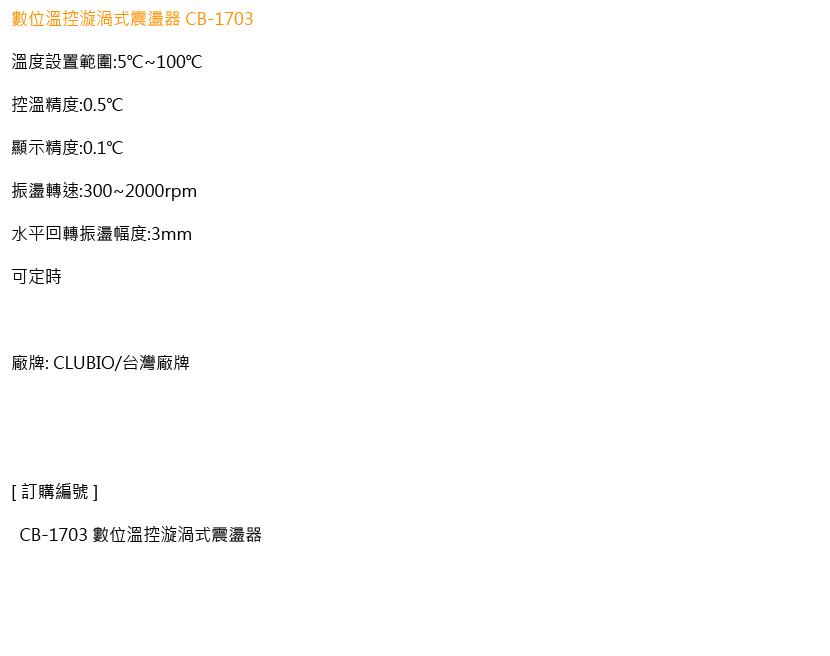 數位溫控漩渦式震盪器 CB-1703
溫度設置範圍:5℃~100℃
控溫精度:0.5℃
顯示精度:0.1℃
振盪轉速:300~2000rpm
水平回轉振盪幅度:3mm
可定時
廠牌: CLUBIO/台灣廠牌
[ 訂購編號 ]
CB-1703 數位溫控漩渦式震盪器